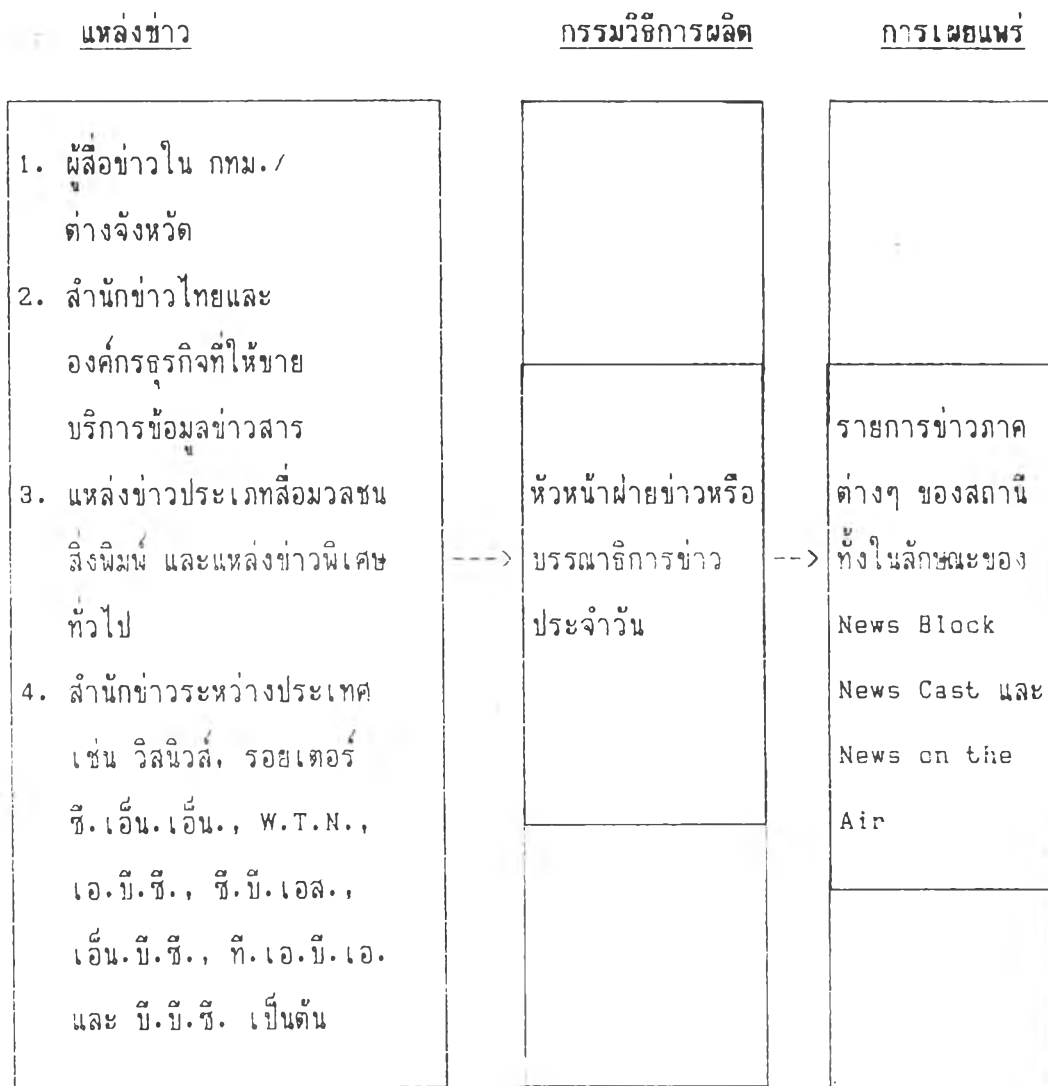 แหล่งข่าว
กรรมวิธีการผลิต
การเผยแพร่
1. ผู้สื่อข่าวใน กทม./
ต่างจังหวัด
2. สำนักข่าวไทยและ
องค์กรธุรกิจที่ให้ขาย
บริการข้อมูลข่าวสาร
3. แหล่งข่าวประเภทสื่อมวลชน
สิ่งพิมพ์ และแหล่งข่าวพิเศษ
ทั่วไป
4. สำนักข่าวระหว่างประเทศ
เช่น วิสนิวส์, รอยเตอร์
ซี.เอ็น.เอ็น., W.T.N.,
เอ.บี.ซี., ซี.บี.เอส.,
เอ็น.บี.ซี., ที.เอ.บี.เอ.
และ บี.บี.ซี. เป็นต้น
--->
หัวหน้าฝ่ายข่าวหรือ
บรรณาธิการข่าว
ประจำวัน
-->
รายการข่าวภาค
ต่างๆ ของสถานี
ทั้งในลักษณะของ
News Block
News Cast และ
News on the
Air